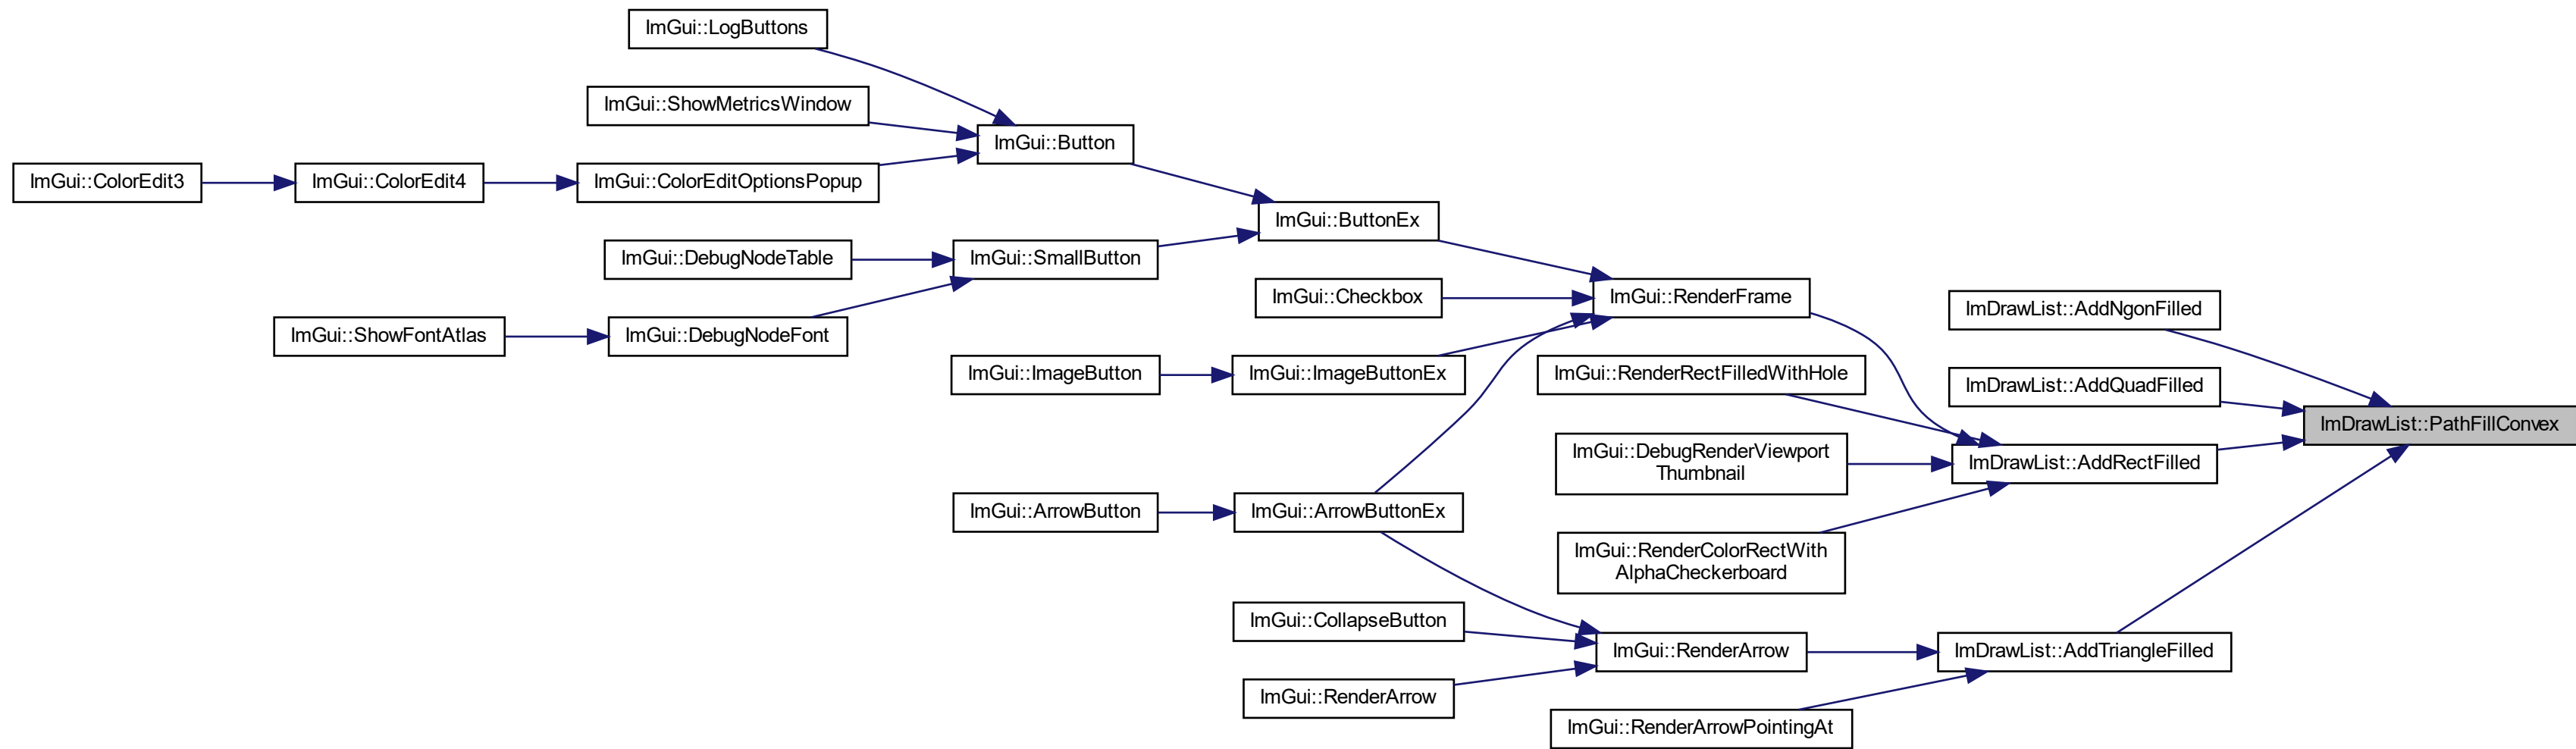 ImGui::LogButtons
ImGui::ShowMetricsWindow
ImGui::Button
ImGui::ColorEdit3
ImGui::ColorEdit4
ImGui::ColorEditOptionsPopup
ImGui::ButtonEx
ImGui::DebugNodeTable
ImGui::SmallButton
ImGui::Checkbox
ImGui::RenderFrame
ImDrawList::AddNgonFilled
ImGui::ShowFontAtlas
ImGui::DebugNodeFont
ImGui::ImageButton
ImGui::ImageButtonEx
ImGui::RenderRectFilledWithHole
ImDrawList::AddQuadFilled
ImDrawList::PathFillConvex
ImGui::DebugRenderViewport
Thumbnail
ImDrawList::AddRectFilled
ImGui::ArrowButton
ImGui::ArrowButtonEx
ImGui::RenderColorRectWith
AlphaCheckerboard
ImGui::CollapseButton
ImGui::RenderArrow
ImDrawList::AddTriangleFilled
ImGui::RenderArrow
ImGui::RenderArrowPointingAt